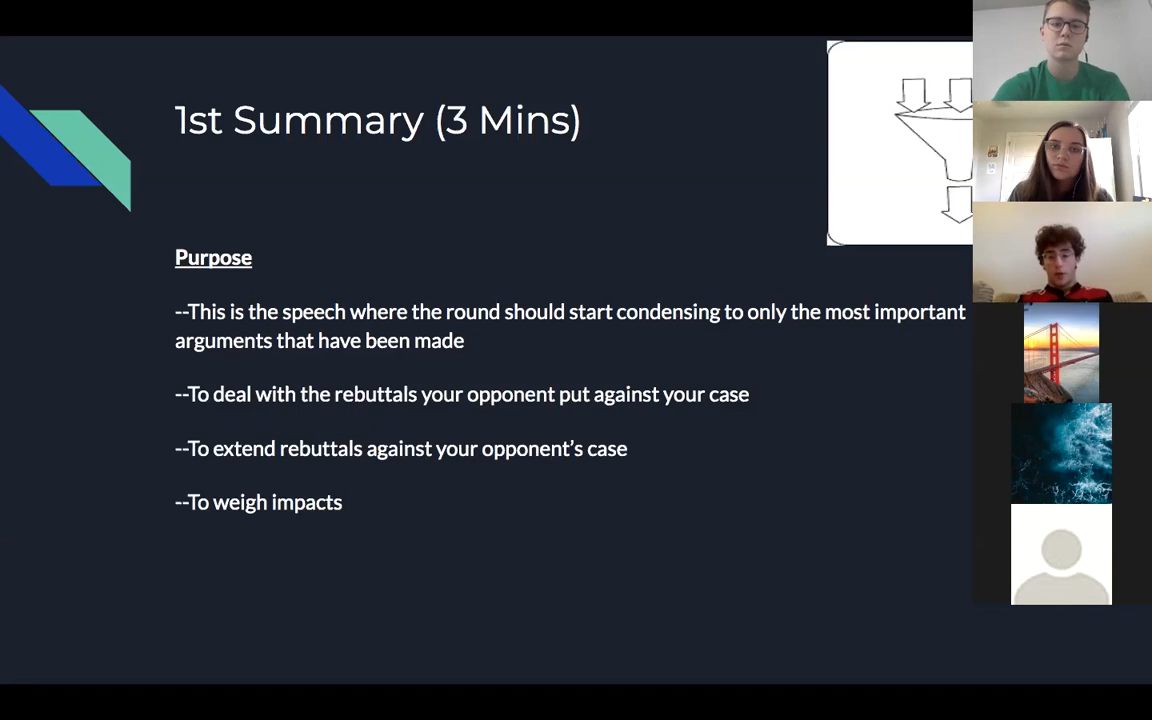 1st Summary (3 Mins)
Purpose
--This is the speech where the round should start condensing to only the most important
arguments that have been made
--To deal with the rebuttals your opponent put against your case
--To extend rebuttals against your opponent’s case
--To weigh impacts